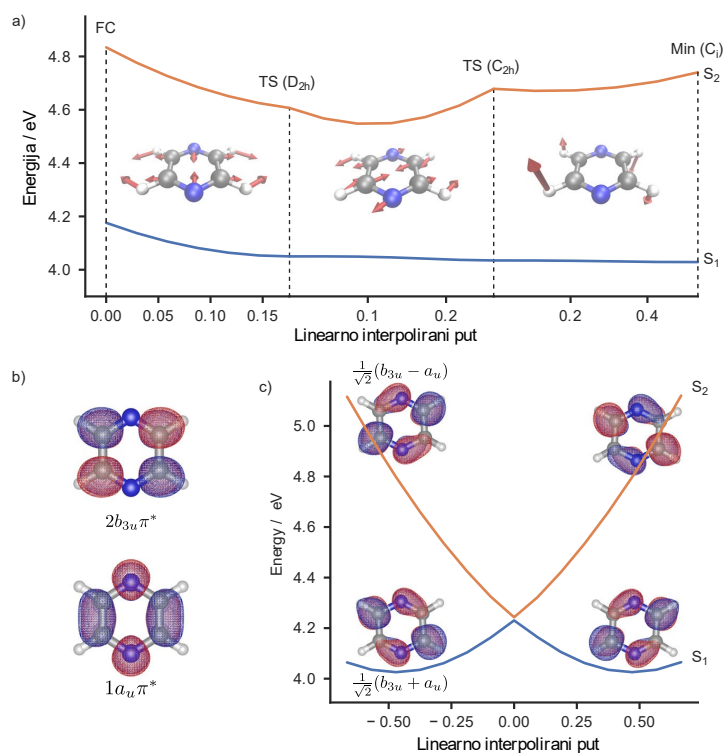 a)
FC
TS (D2h)
TS (C2h)
Min (Ci)
S2
S1
Energija / eV
4.8
4.6
4.4
4.2
4.0
0.00 0.05 0.10 0.15 0.1 0.2 0.2 0.4
Linearno interpolirani put
b)
2b3uπ*
1auπ*
c)
1/√2(b3u − au)
S2
S1
1/√2(b3u + au)
Energy / eV
5.0
4.8
4.6
4.4
4.2
4.0
−0.50 −0.25 0.00 0.25 0.50
Linearno interpolirani put